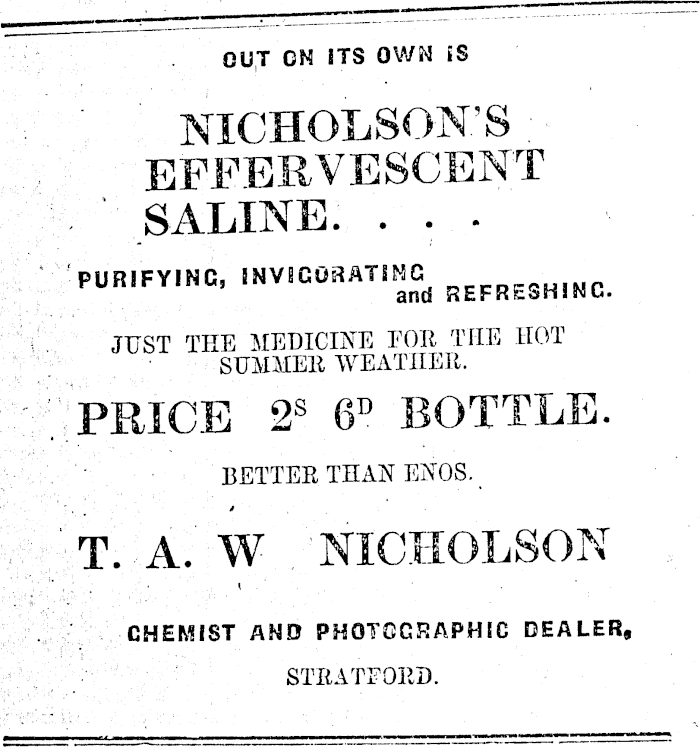 OUT ON ITS OWN IS
NICHOLSON'S
EFFERVESCENT
SALINE. . . .
PURIFYING, INVIGORATING
and REFRESHING.
JUST THE MEDICINE FOR THE HOT
SUMMER WEATHER.
PRICE 2S 6D BOTTLE.
BETTER THAN ENOS.
T. A. W NICHOLSON
CHEMIST AND PHOTOGRAPHIC DEALER,
STRATFORD.